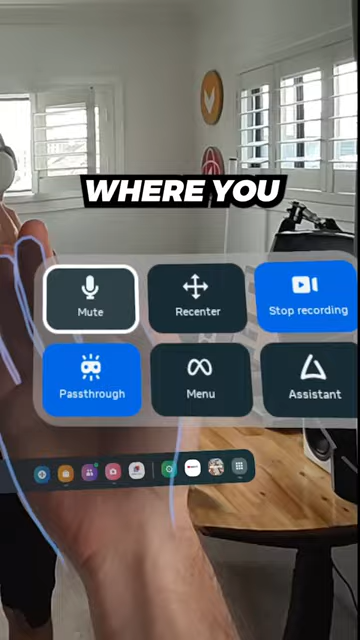 WHERE YOU
Mute
Recenter
Stop recording
Passthrough
Menu
Assistant